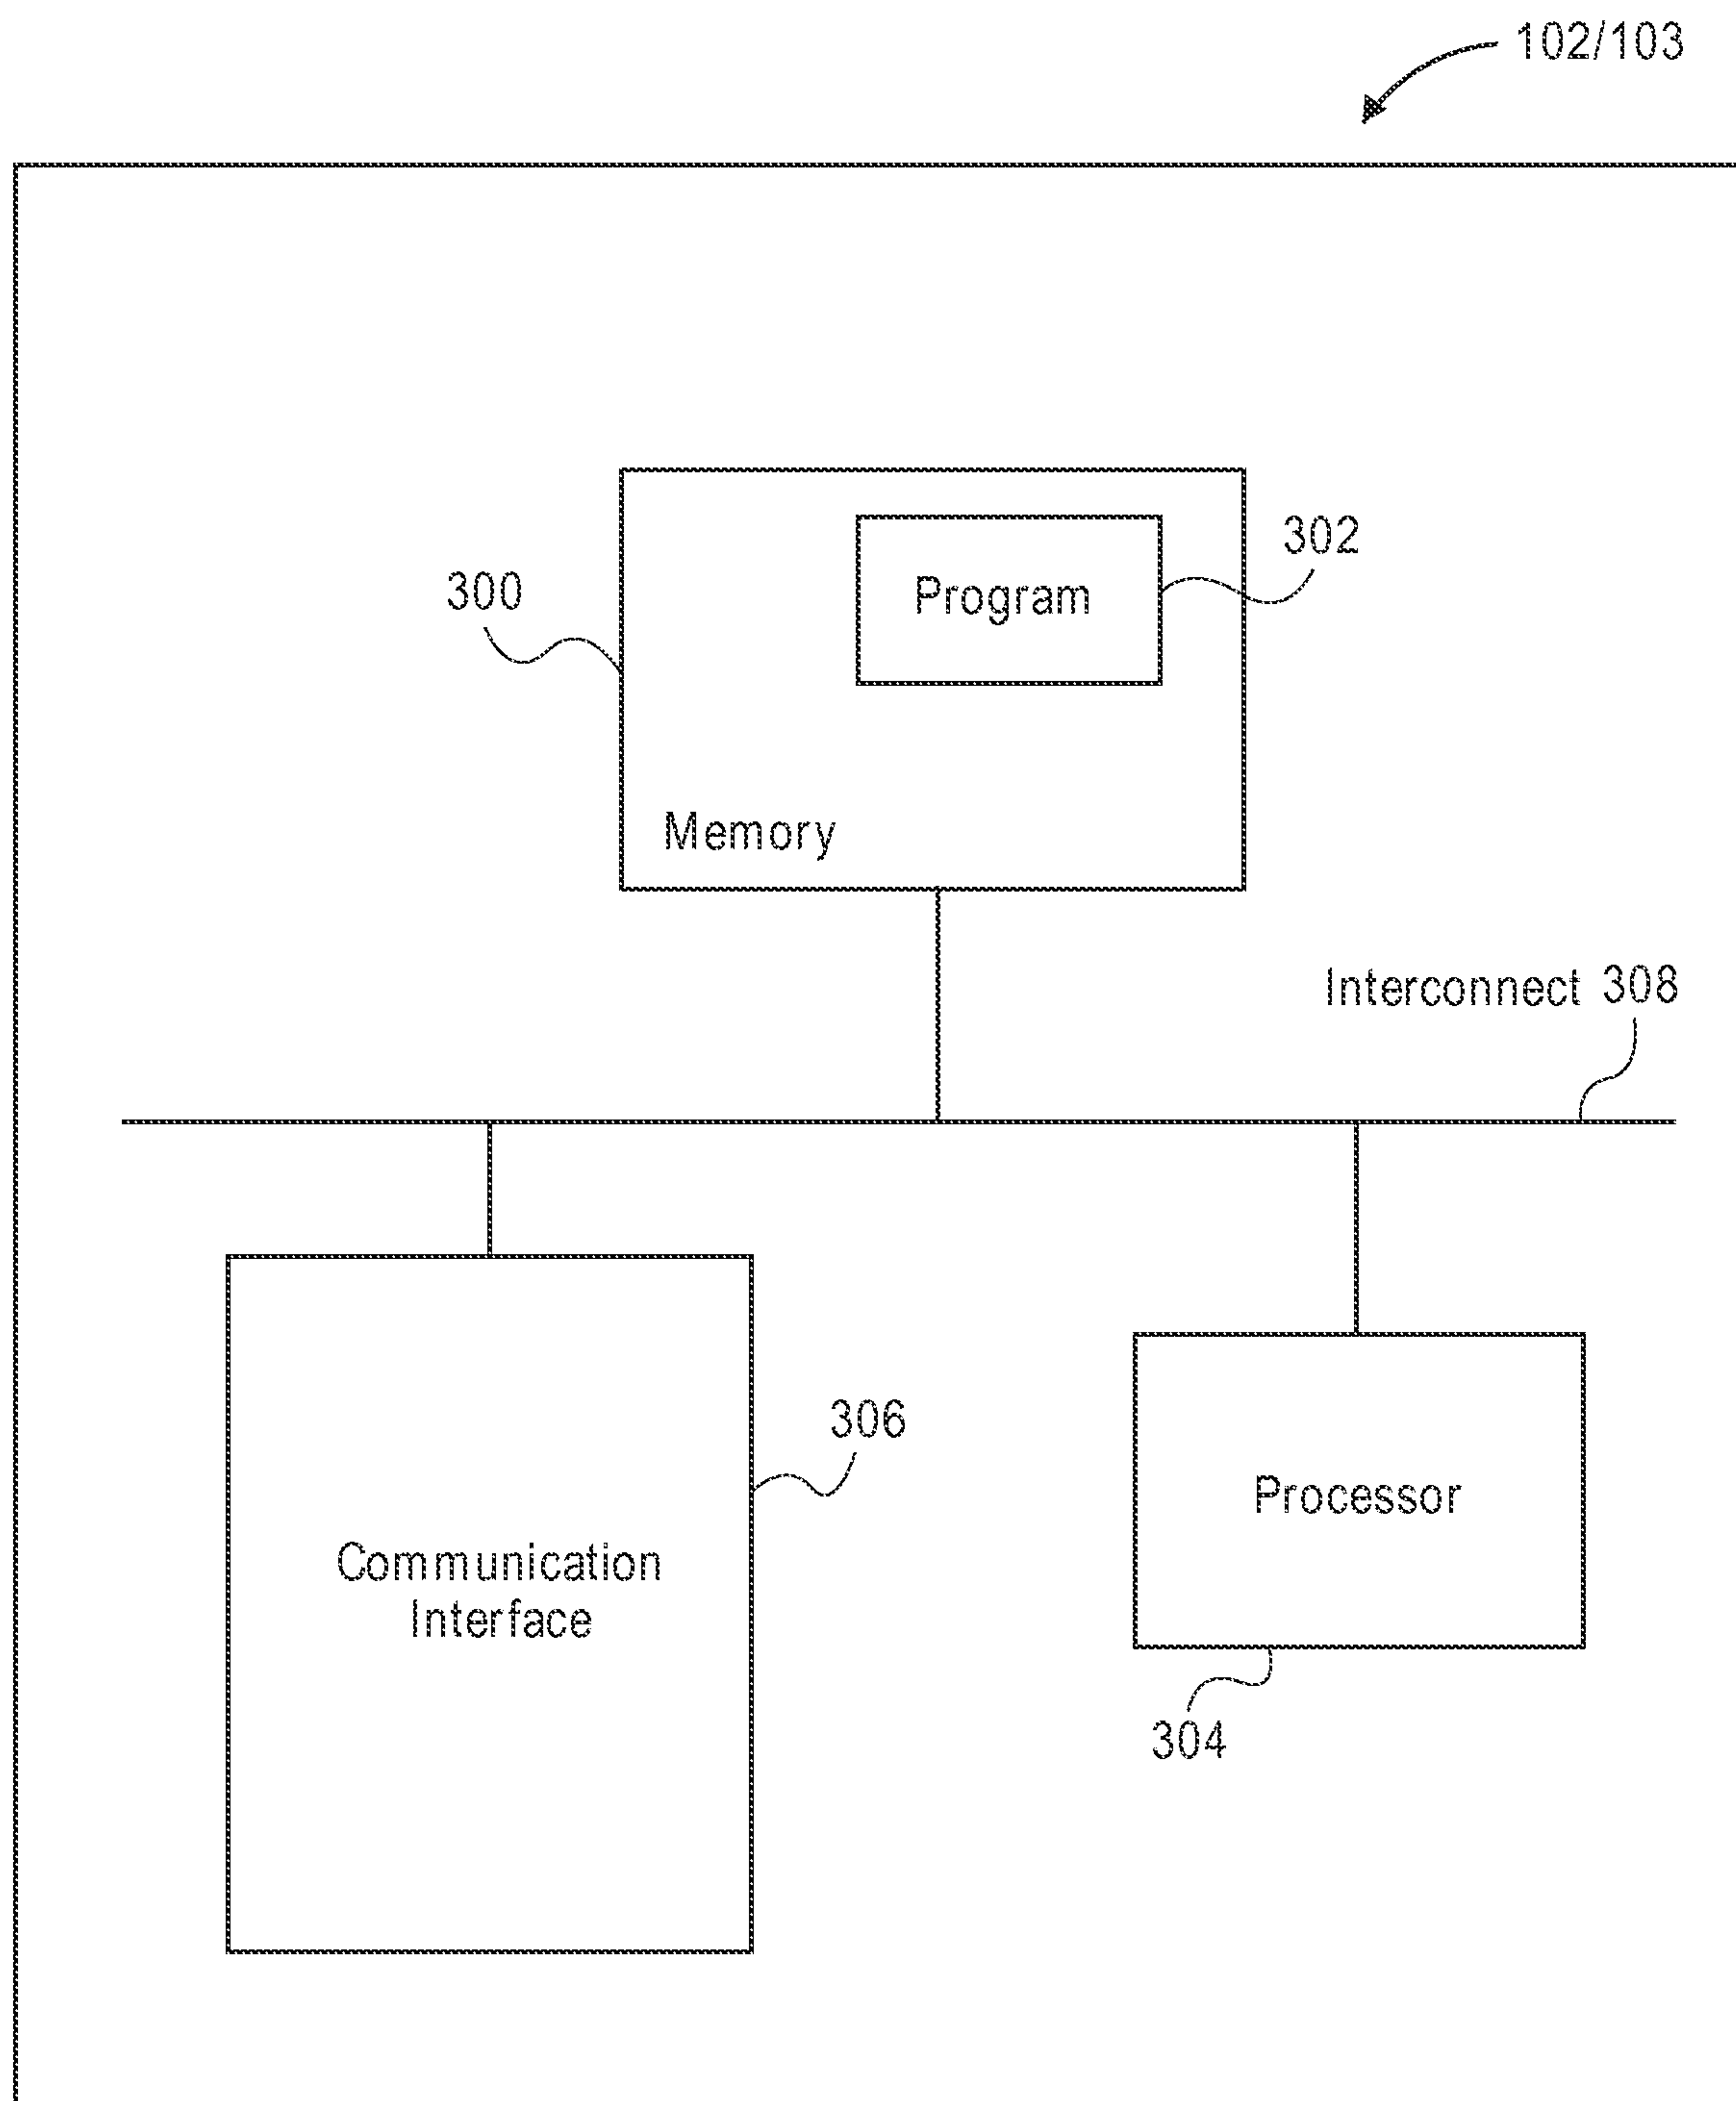 102/103
302
Program
300
Memory
Interconnect 308
306
Processor
Communication
Interface
304